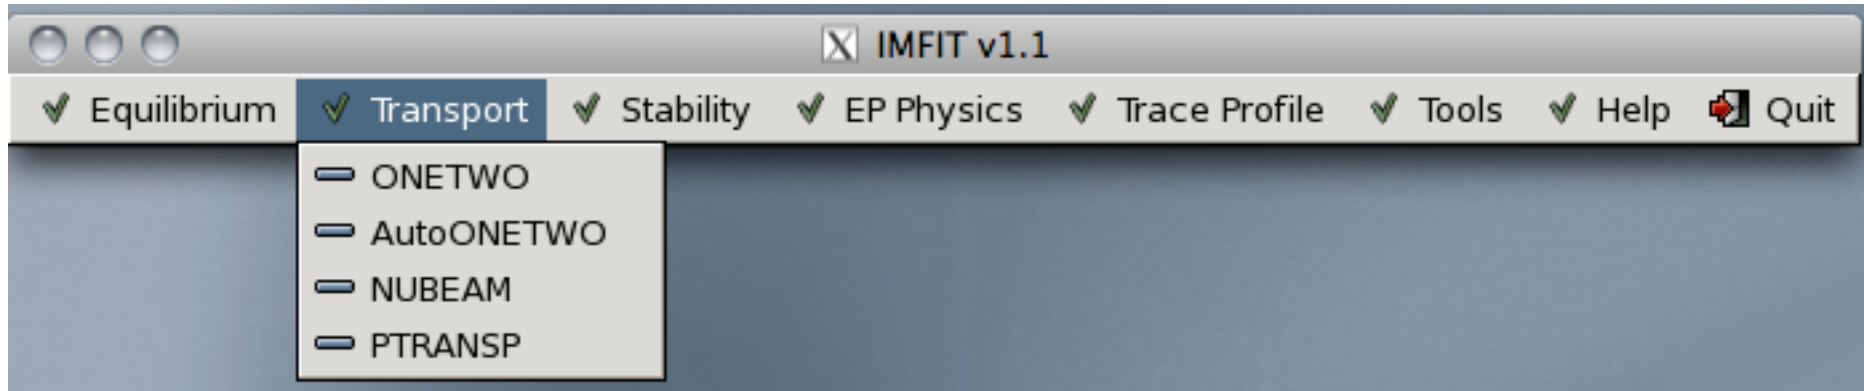 IMFIT v1.1
Equilibrium Transport Stability EP Physics Trace Profile Tools Help Quit
ONETWO
AutoONETWO
NUBEAM
PTRANSP